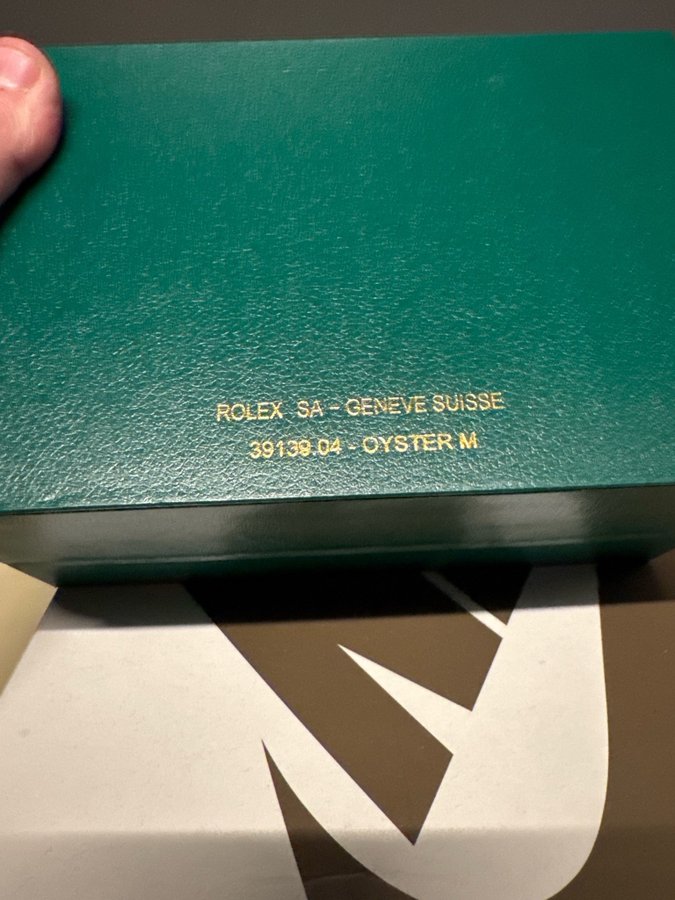 ROLEX SA - GENEVE SUISSE
39139.04 - OYSTER M